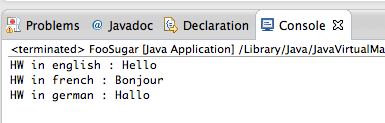 Problems @ Javadoc Declaration Console
<terminated> FooSugar [Java Application] /Library/Java/JavaVirtualMa
HW in english : Hello
HW in french : Bonjour
HW in german : Hallo